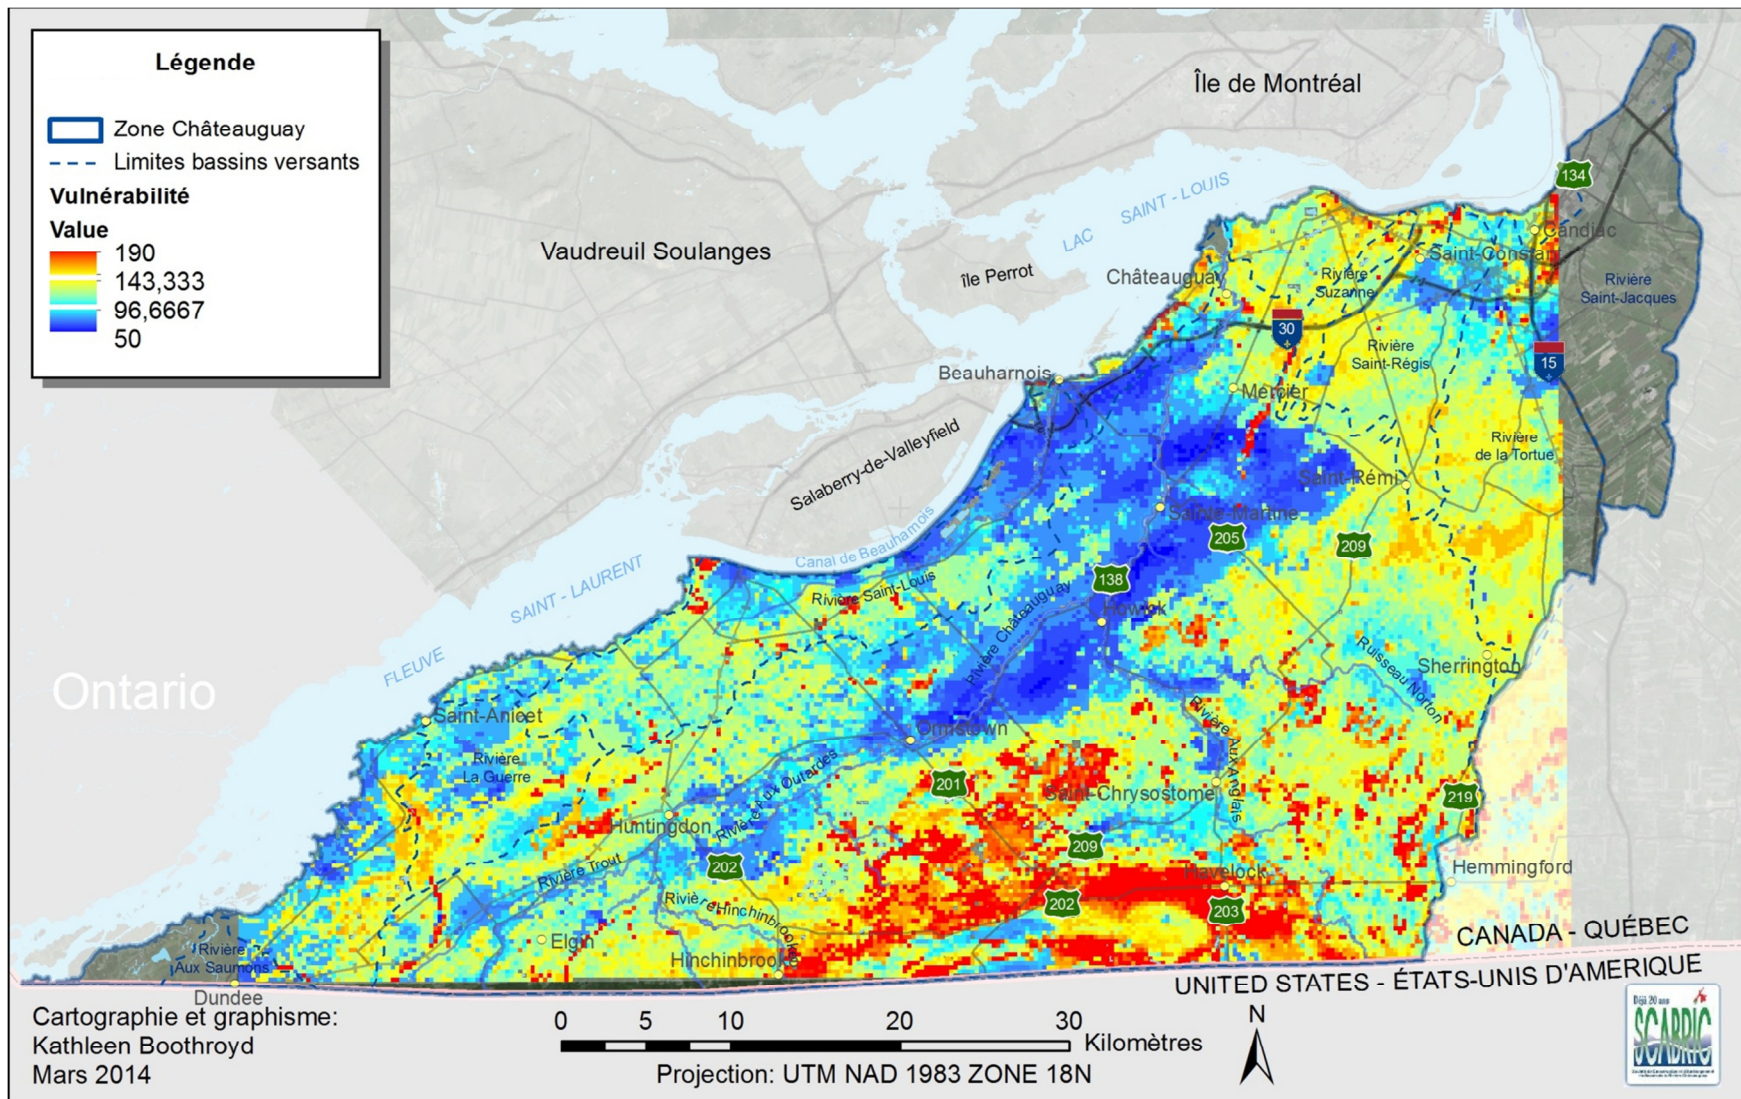 Légende
Zone Châteauguay
Limites bassins versants
Vulnérabilité
Value
190
143,333
96,6667
50
Île de Montréal
134
LAC SAINT - LOUIS
Candiac
Saint-Constan
Vaudreuil Soulanges
île Perrot
Châteauguay
Rivière
Suzanne
Rivière
Saint-Jacques
30
Rivière
Saint-Régis
15
Beauharnois
Mercier
Salaberry-de-Valleyfield
Rivière
de la Tortue
Saint-Rémi
Sainte-Martine
205
209
Canal de Beauharnois
138
FLEUVE SAINT - LAURENT
Rivière Saint-Louis
Rivière Châteauguay
Howick
Ruisseau Norton
Sherrington
Ontario
Saint-Anicet
Ormstown
Rivière Aux Anglais
Rivière
La Guerre
Rivière Aux Outardes
201
Saint-Chrysostome
219
Huntingdon
209
202
Rivière Trout
Havelock
Hemmingford
Rivière Hinchinbrooke
202
203
Elgin
Rivière
Aux Saumons
Hinchinbrooke
CANADA - QUÉBEC
UNITED STATES - ÉTATS-UNIS D'AMERIQUE
Dundee
Cartographie et graphisme:
Kathleen Boothroyd
Mars 2014
0 5 10 20 30
Kilomètres
Projection: UTM NAD 1983 ZONE 18N
N
Déjà 20 ans
SCABRIC